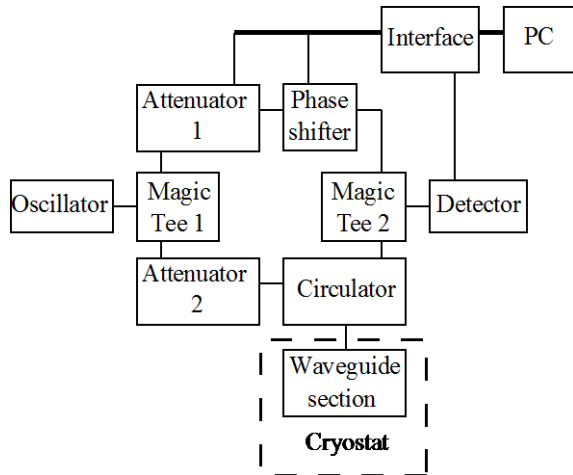 Interface
PC
Attenuator
1
Phase
shifter
Oscillator
Magic
Tee 1
Magic
Tee 2
Detector
Attenuator
2
Circulator
Waveguide
section
Cryostat